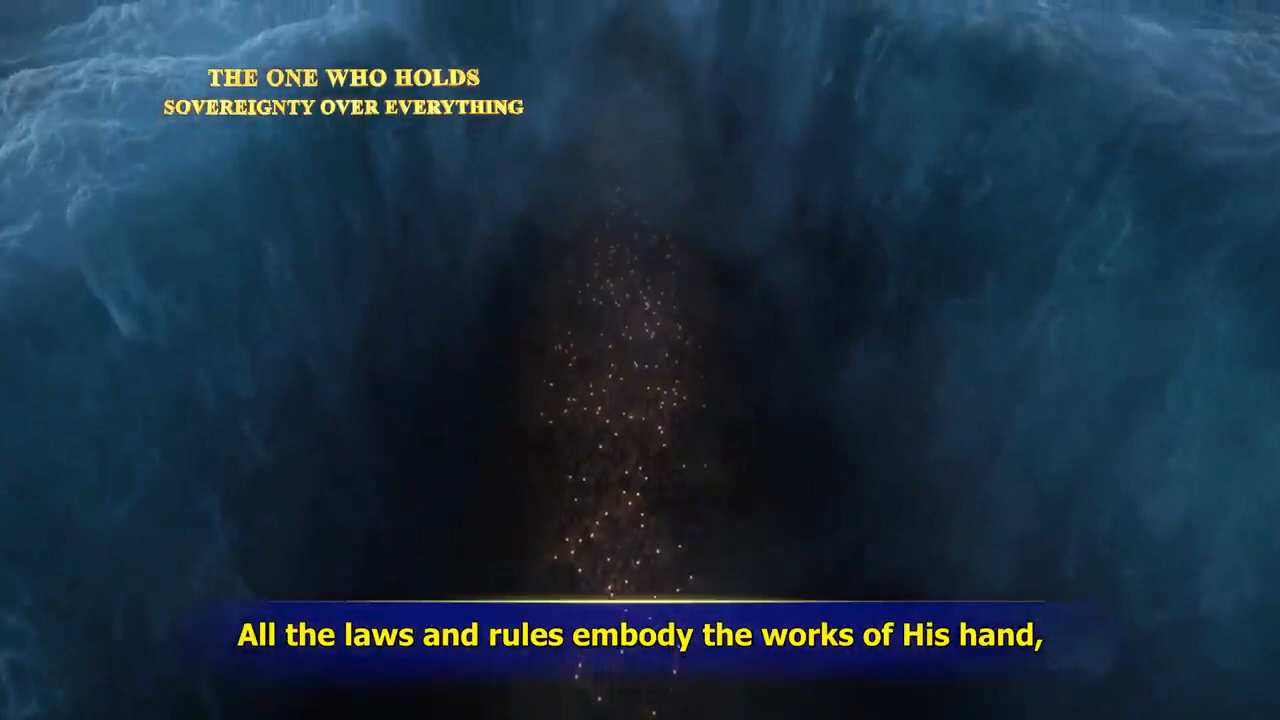 THE ONE WHO HOLDS
SOVEREIGNTY OVER EVERYTHING
All the laws and rules embody the works of His hand,